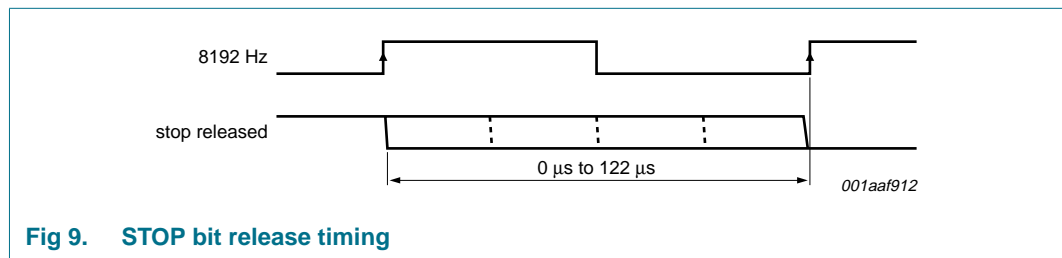 8192 Hz
stop released
0 μs to 122 μs
001aaf912
Fig 9. STOP bit release timing